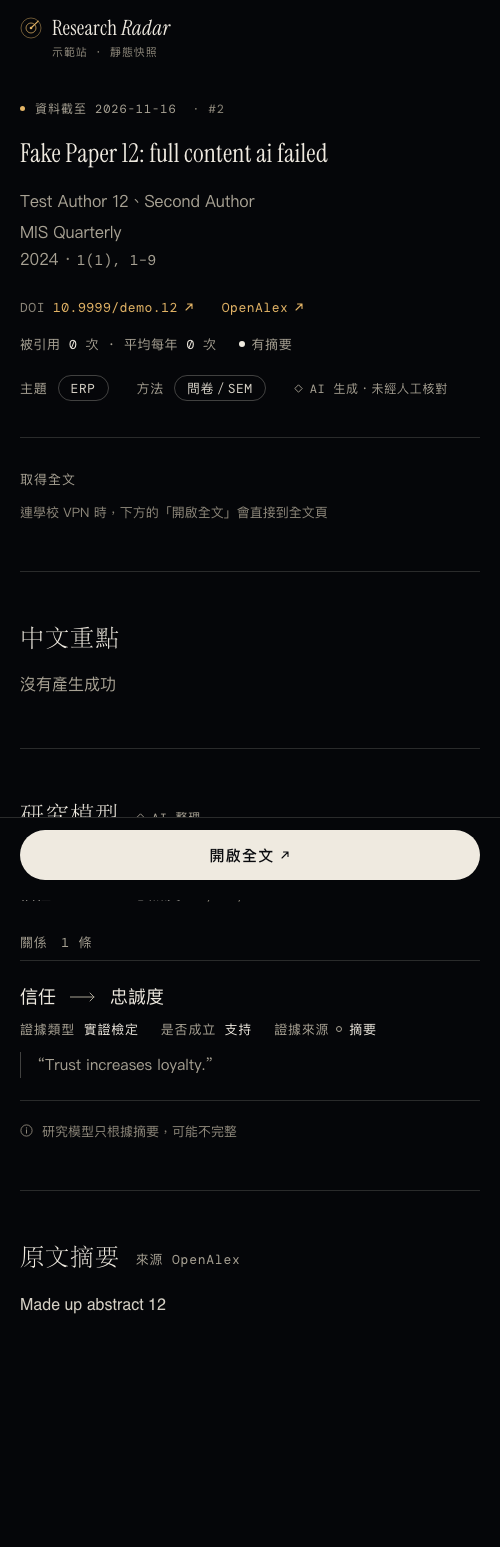 Research Radar
示範站 · 靜態快照
資料截至 2026-11-16 · #2
Fake Paper 12: full content ai failed
Test Author 12、Second Author
MIS Quarterly
2024 · 1(1), 1-9
DOI 10.9999/demo.12 ↗ OpenAlex ↗
被引用 0 次 · 平均每年 0 次 有摘要
主題 ERP 方法 問卷 / SEM ◇ AI 生成·未經人工核對
取得全文
連學校 VPN 時，下方的「開啟全文」會直接到全文頁
中文重點
沒有產生成功
研究模型 ◇ AI 整理
開啟全文 ↗
關係 1 條
信任 → 忠誠度
證據類型 實證檢定 是否成立 支持 證據來源 ○ 摘要
“Trust increases loyalty.”
ⓘ 研究模型只根據摘要，可能不完整
原文摘要 來源 OpenAlex
Made up abstract 12